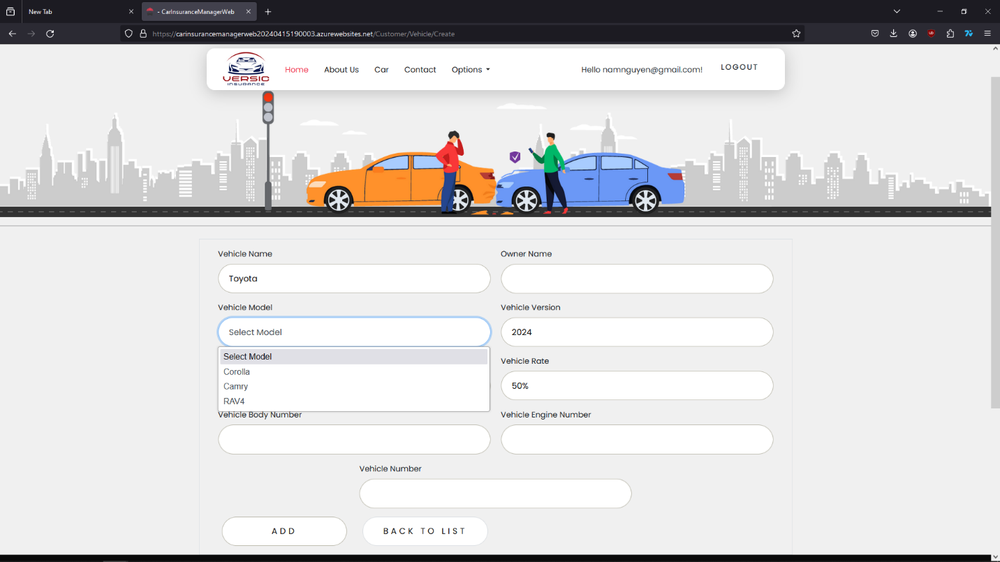 New Tab
- CarInsuranceManagerWeb
https://carinsurancemanagerweb20240415190003.azurewebsites.net/Customer/Vehicle/Create
VERSIC
INSURANCE
Home
About Us
Car
Contact
Options
Hello namnguyen@gmail.com!
LOGOUT
Vehicle Name
Owner Name
Toyota
Vehicle Model
Vehicle Version
Select Model
2024
Select Model
Corolla
Camry
RAV4
Vehicle Rate
50%
Vehicle Body Number
Vehicle Engine Number
Vehicle Number
ADD
BACK TO LIST